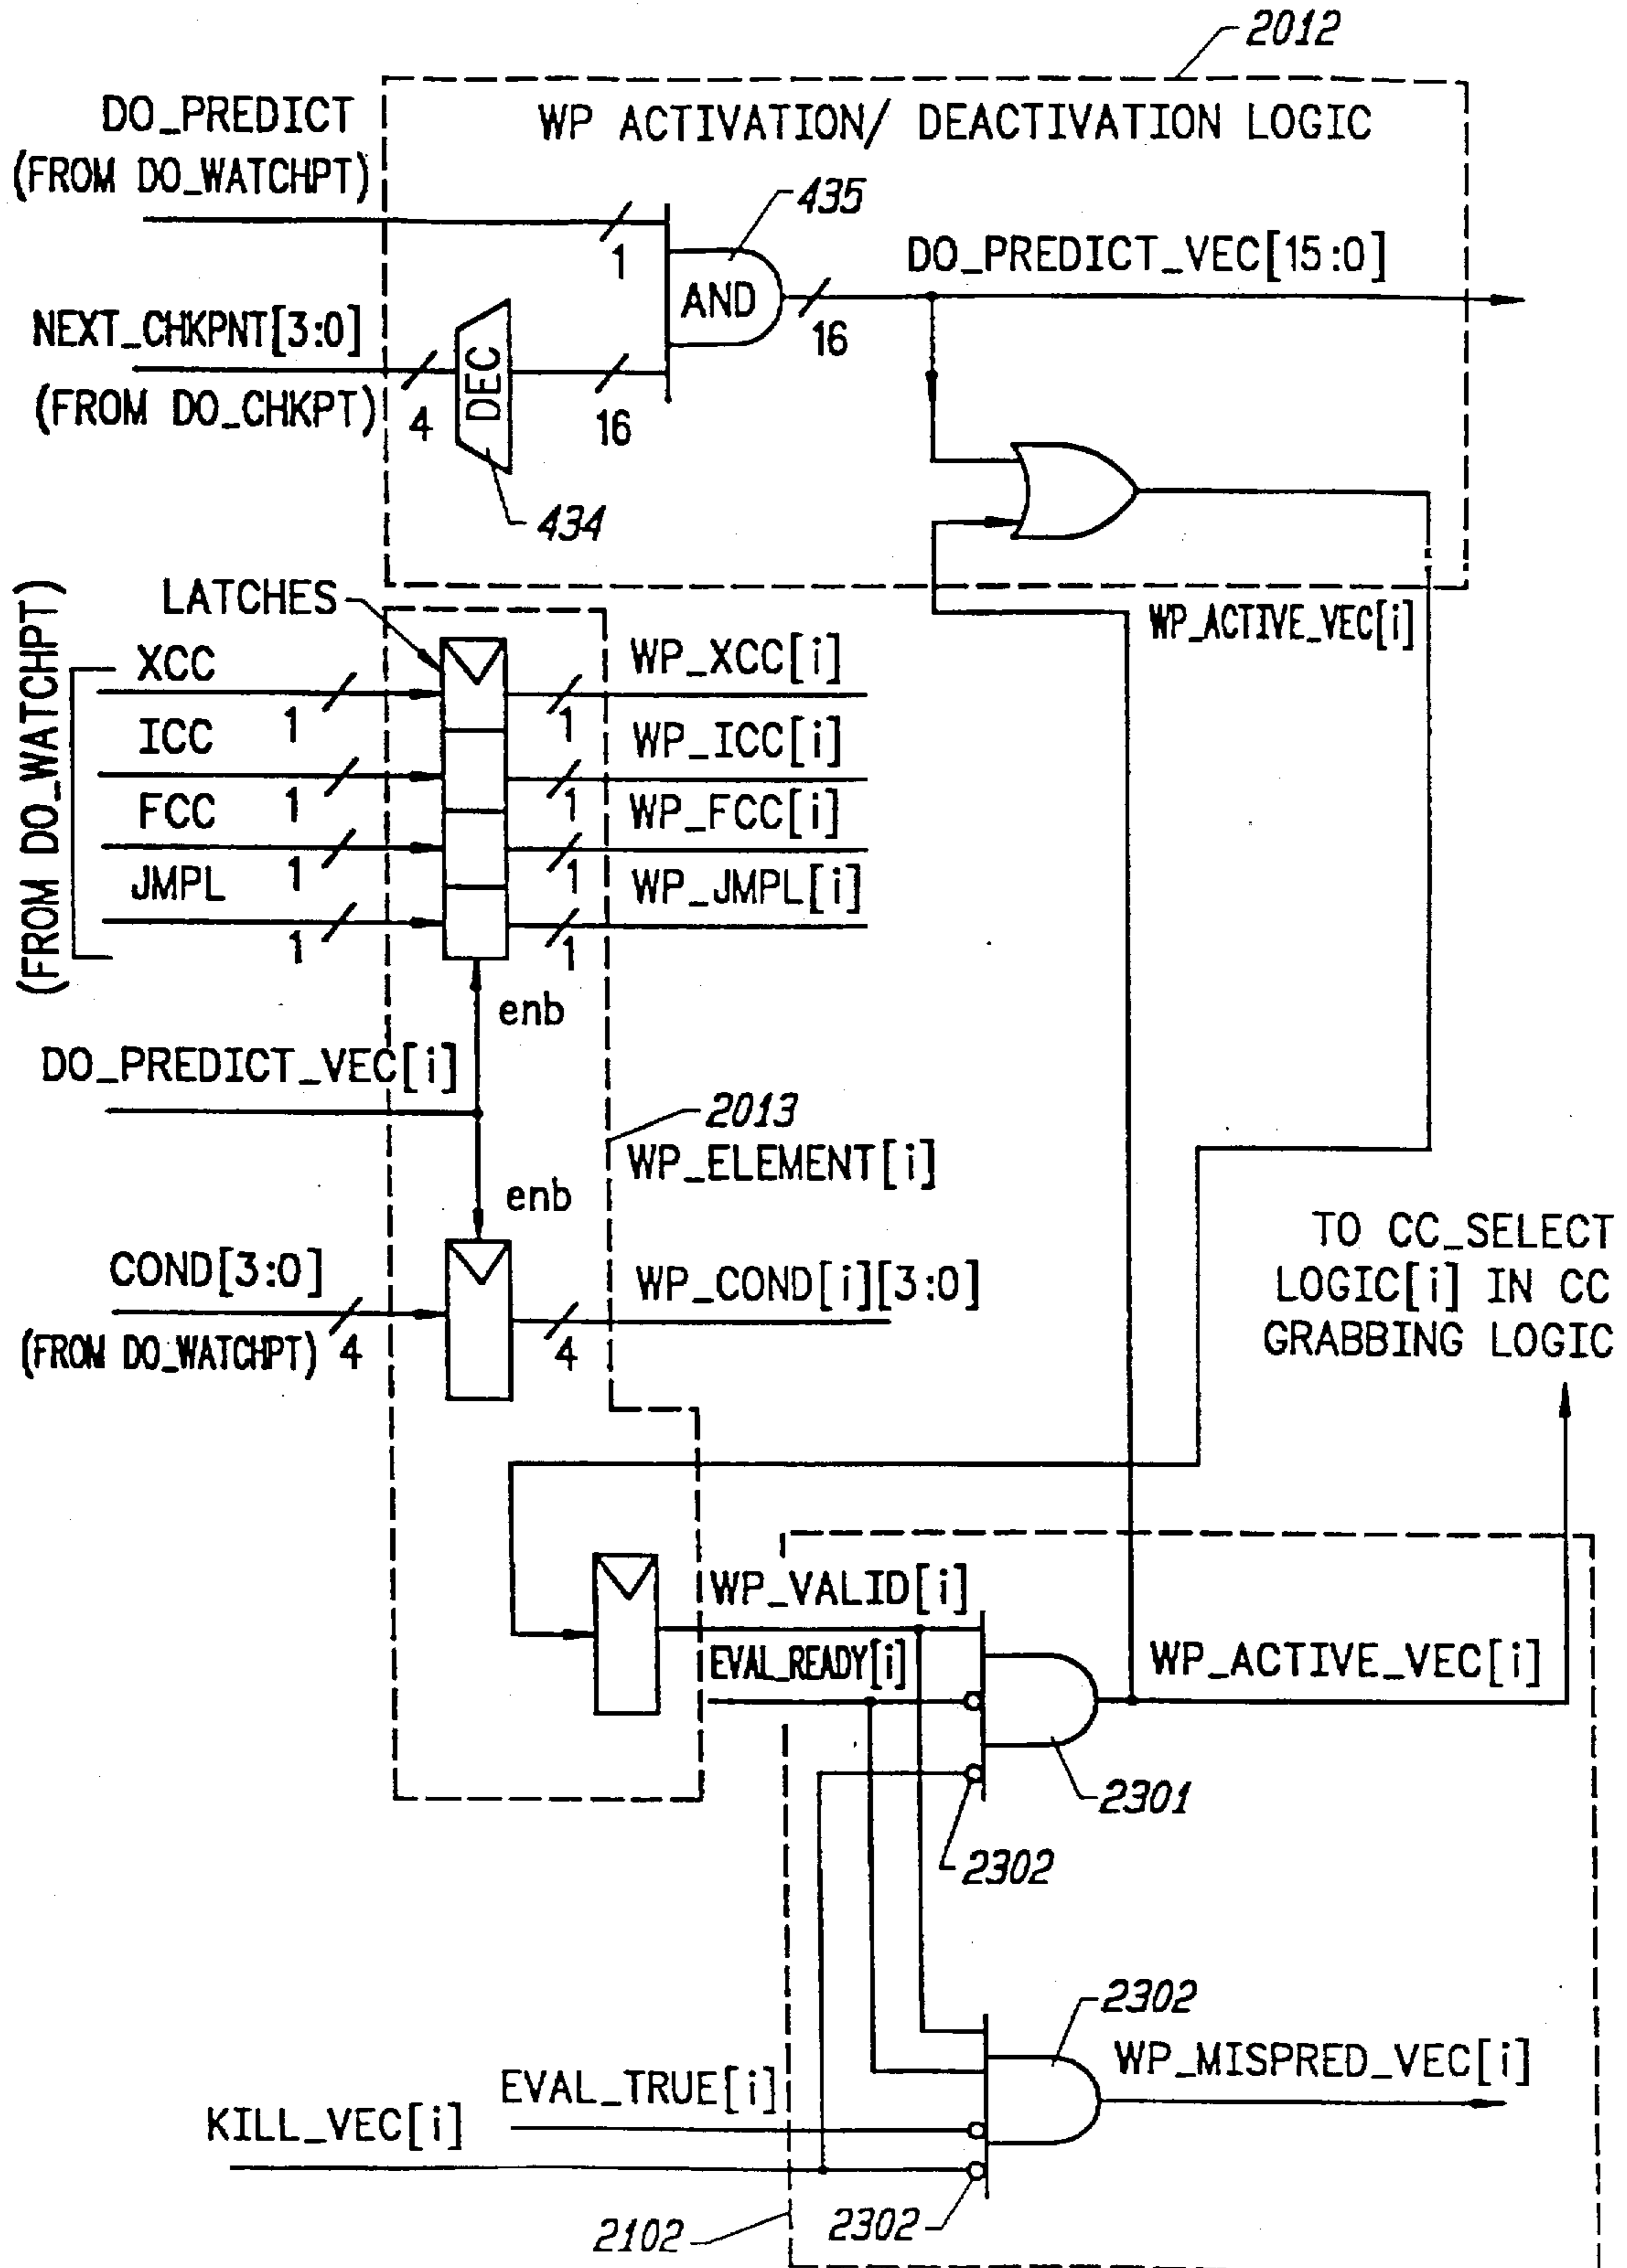 2012
DO_PREDICT
(FROM DO_WATCHPT)
WP ACTIVATION/ DEACTIVATION LOGIC
435
1
AND
DO_PREDICT_VEC[15:0]
16
NEXT_CHKPNT[3:0]
(FROM DO_CHKPT)
4
DEC
16
434
LATCHES
WP_ACTIVE_VEC[i]
(FROM DO_WATCHPT)
XCC
1
1
WP_XCC[i]
ICC
1
1
WP_ICC[i]
FCC
1
1
WP_FCC[i]
JMPL
1
1
WP_JMPL[i]
enb
DO_PREDICT_VEC[i]
2013
WP_ELEMENT[i]
enb
COND[3:0]
(FROM DO_WATCHPT)
4
4
WP_COND[i][3:0]
TO CC_SELECT
LOGIC[i] IN CC
GRABBING LOGIC
WP_VALID[i]
EVAL_READY[i]
WP_ACTIVE_VEC[i]
2301
2302
2302
WP_MISPRED_VEC[i]
EVAL_TRUE[i]
KILL_VEC[i]
2102
2302